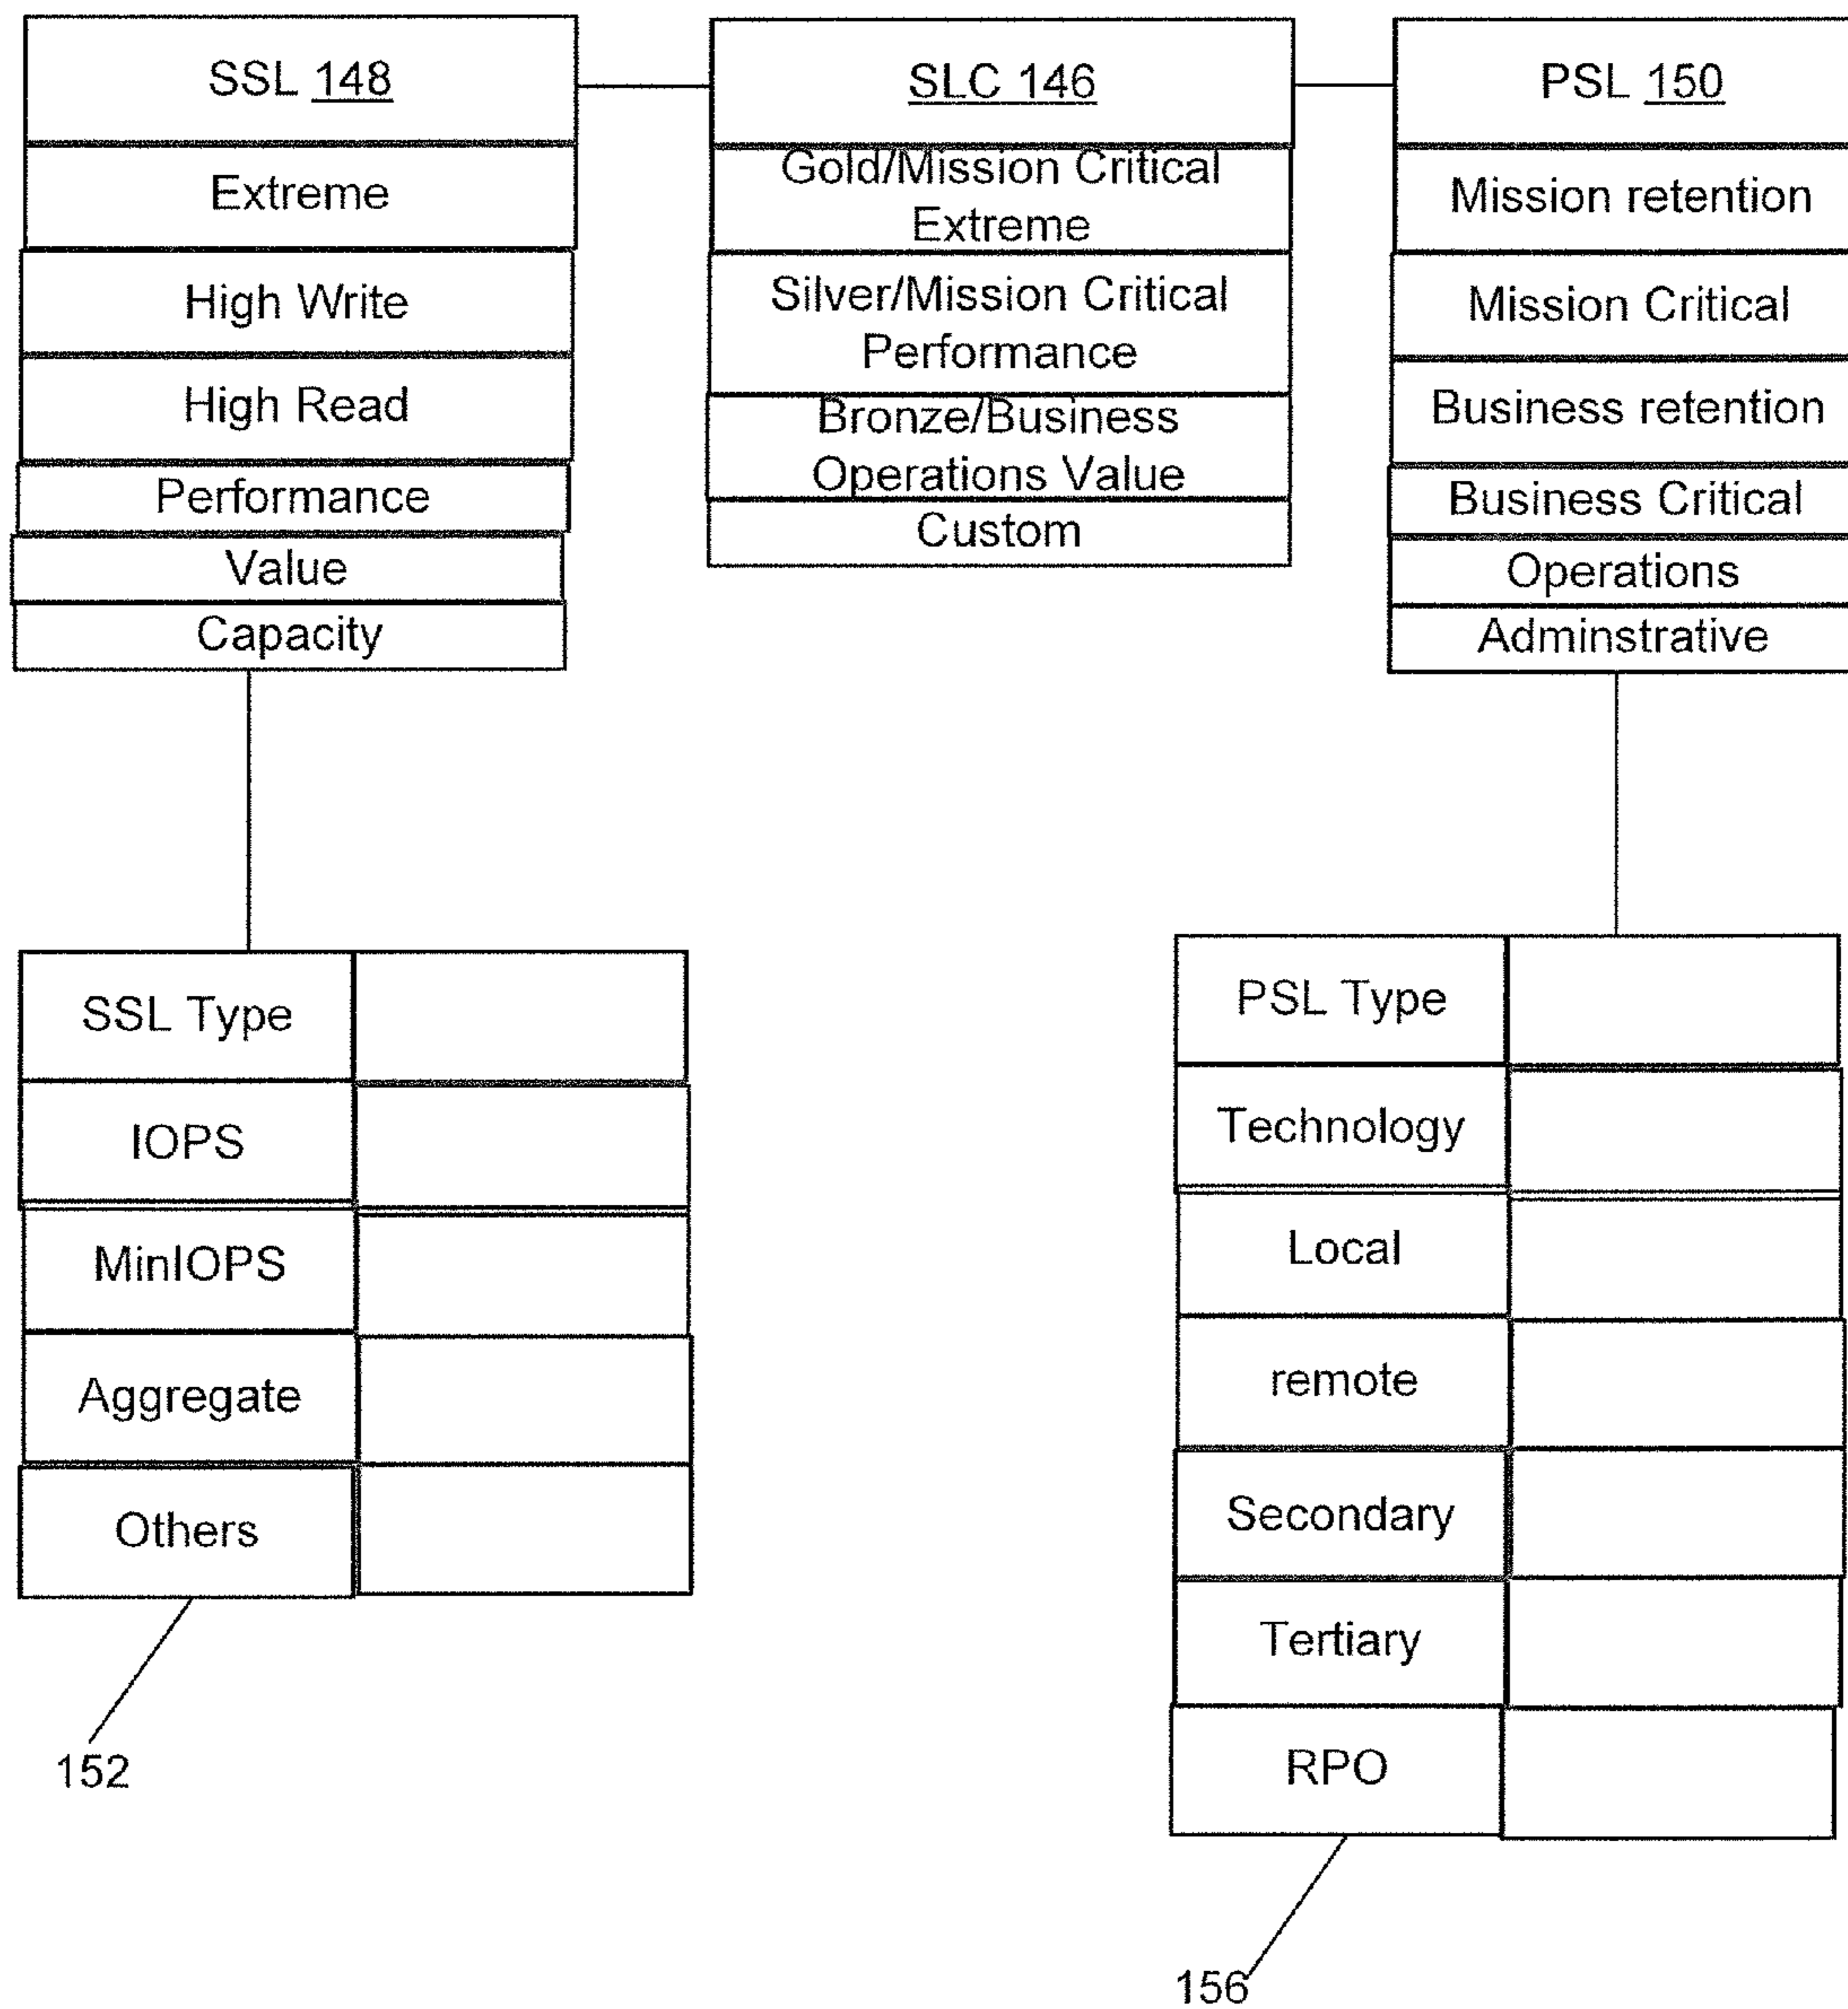 SSL 148
Extreme
High Write
High Read
Performance
Value
Capacity
SLC 146
Gold/Mission Critical
Extreme
Silver/Mission Critical
Performance
Bronze/Business
Operations Value
Custom
PSL 150
Mission retention
Mission Critical
Business retention
Business Critical
Operations
Adminstrative
SSL Type
IOPS
MinIOPS
Aggregate
Others
152
PSL Type
Technology
Local
remote
Secondary
Tertiary
RPO
156